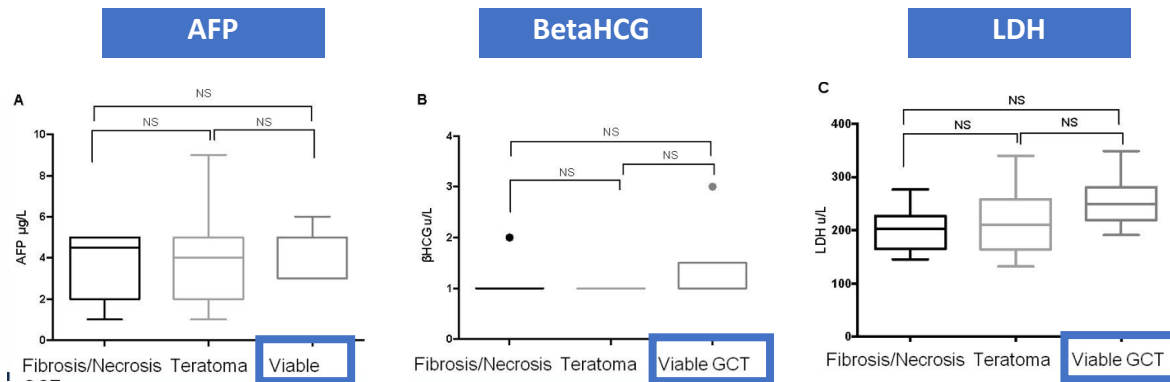 AFP
BetaHCG
LDH
A
NS
NS
NS
10
8
6
4
2
0
AFP µg/L
Fibrosis/Necrosis
Teratoma
Viable
B
NS
NS
NS
4
3
2
1
0
βHCG u/L
Fibrosis/Necrosis
Teratoma
Viable GCT
C
NS
NS
NS
400
300
200
100
0
LDH u/L
Fibrosis/Necrosis
Teratoma
Viable GCT